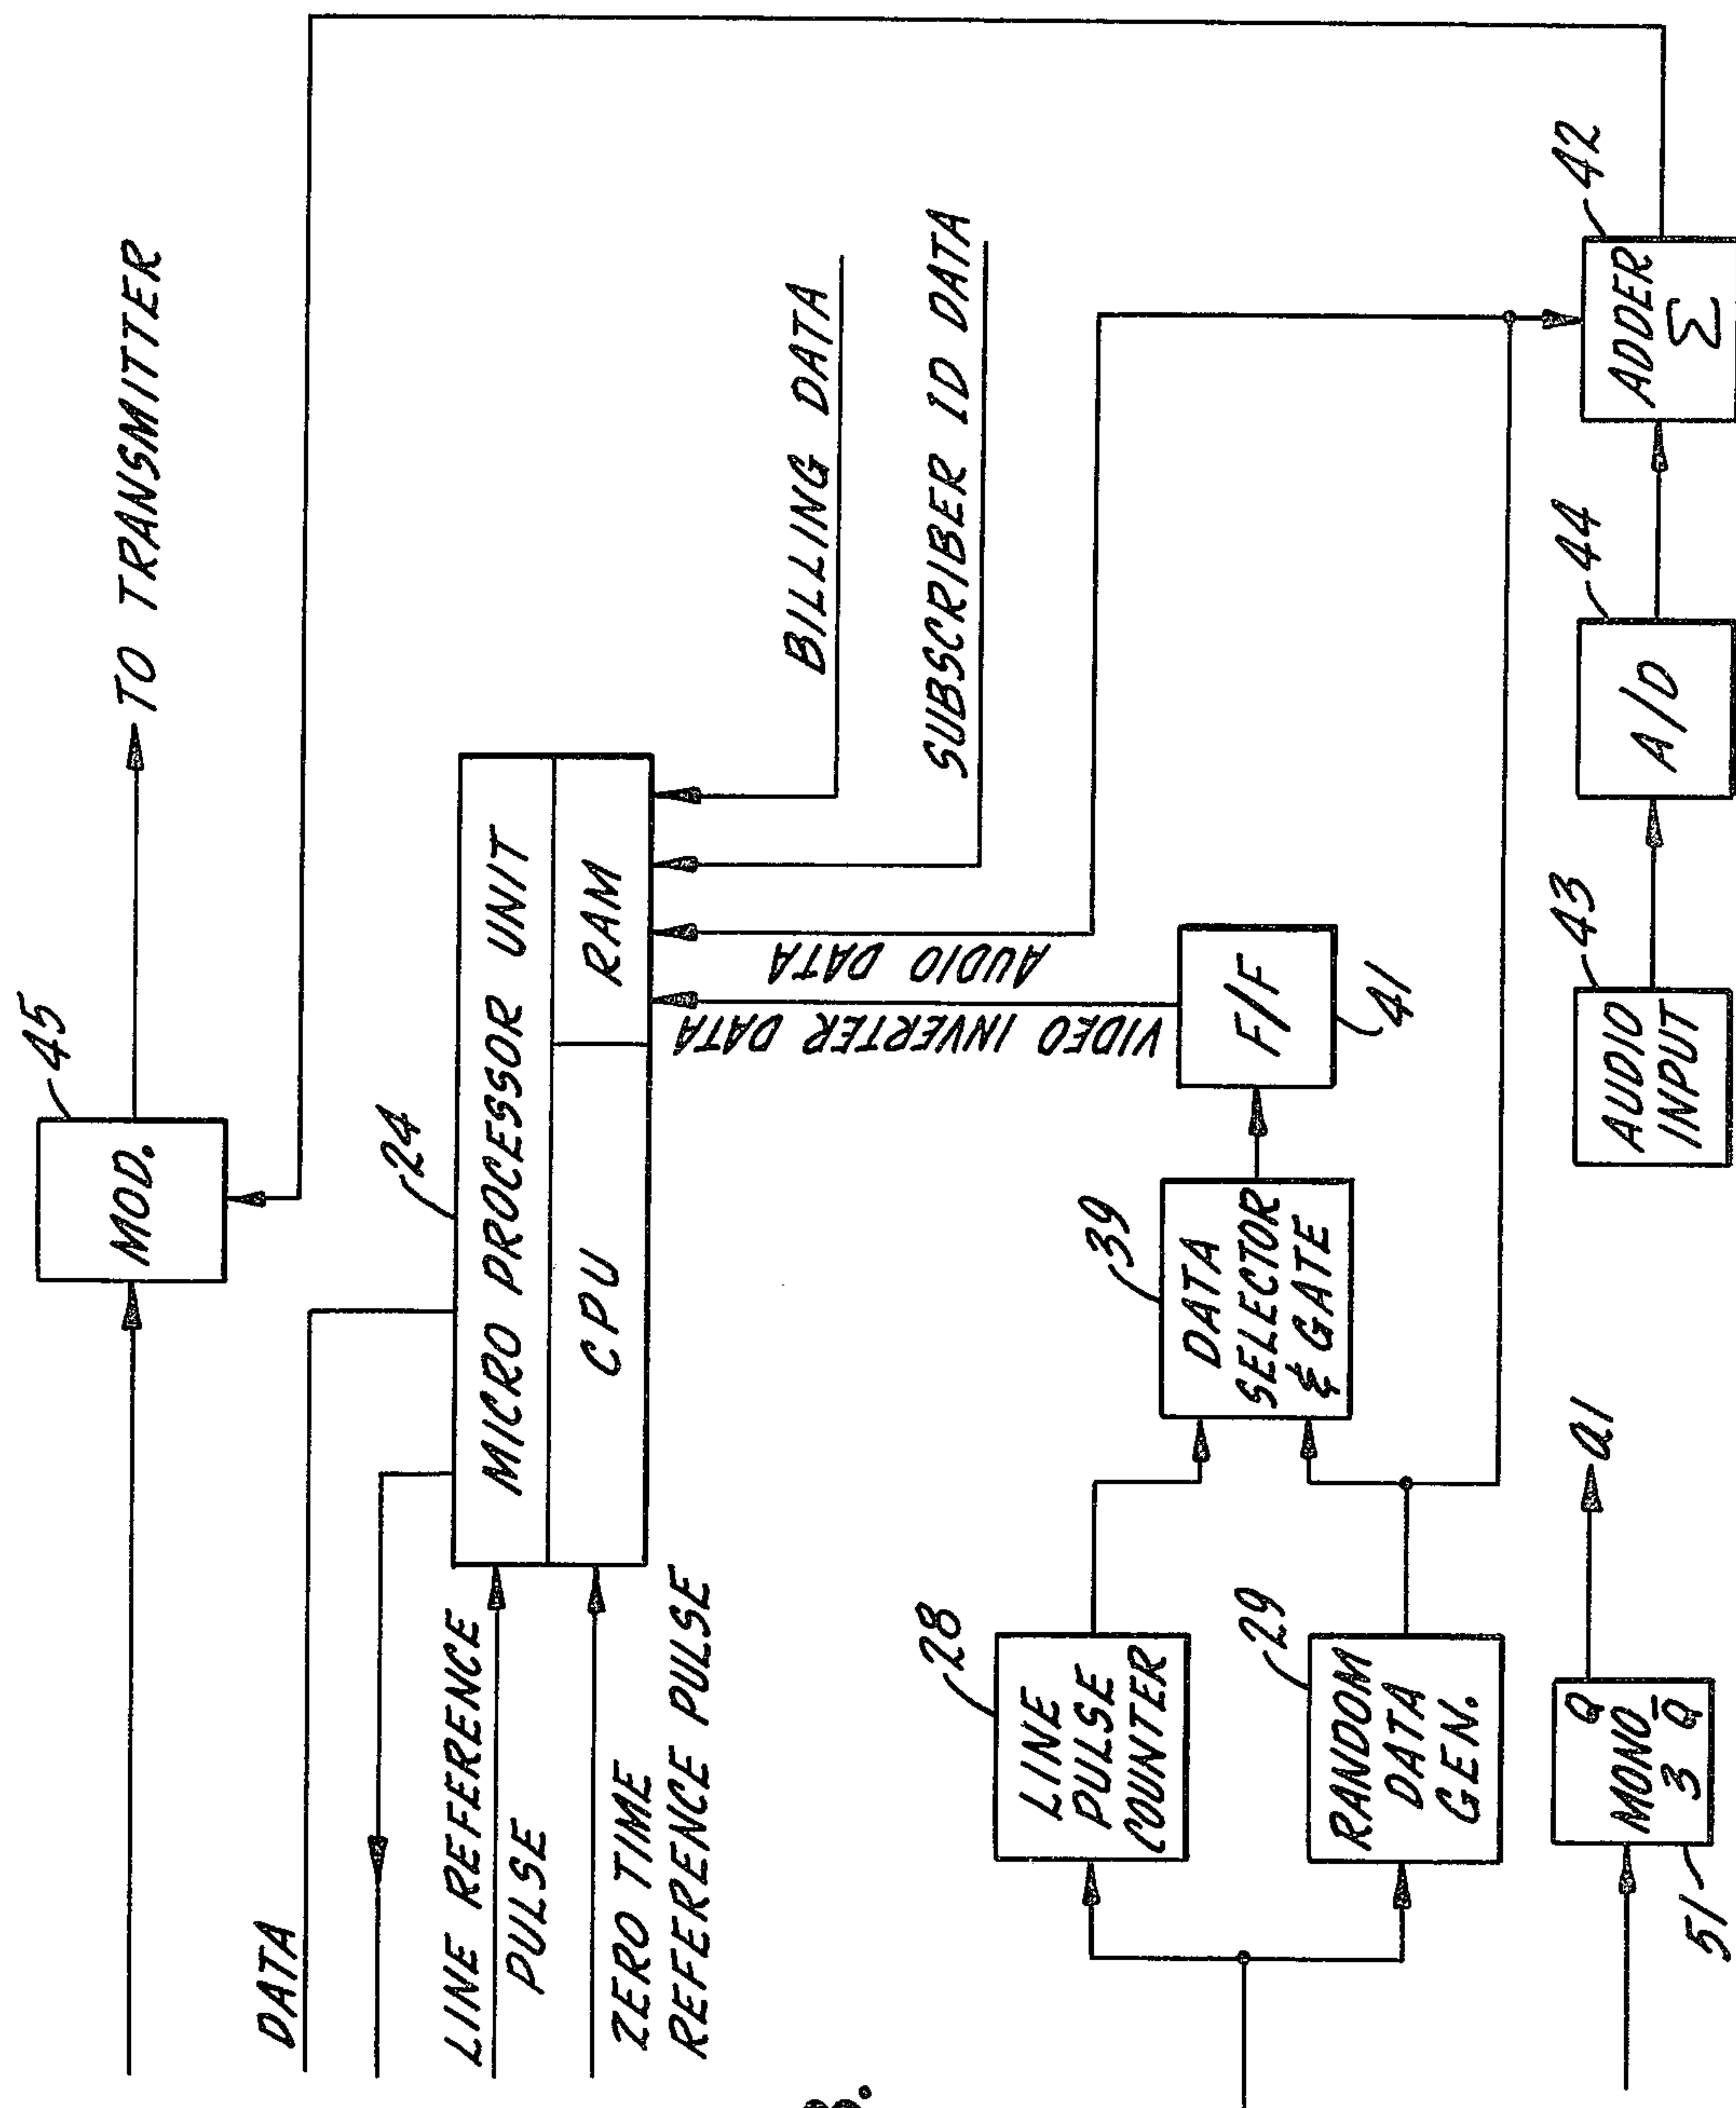 45
MOD.
TO TRANSMITTER
DATA
24
MICRO PROCESSOR UNIT
CPU
RAM
LINE REFERENCE
PULSE
ZERO TIME
REFERENCE PULSE
VIDEO INVERTER DATA
AUDIO DATA
BILLING DATA
SUBSCRIBER ID DATA
28
LINE
PULSE
COUNTER
29
RANDOM
DATA
GEN.
39
DATA
SELECTOR
& GATE
F/F
41
51
Q
MONO
3
Q̅
a1
43
AUDIO
INPUT
44
A/D
42
ADDER
Σ